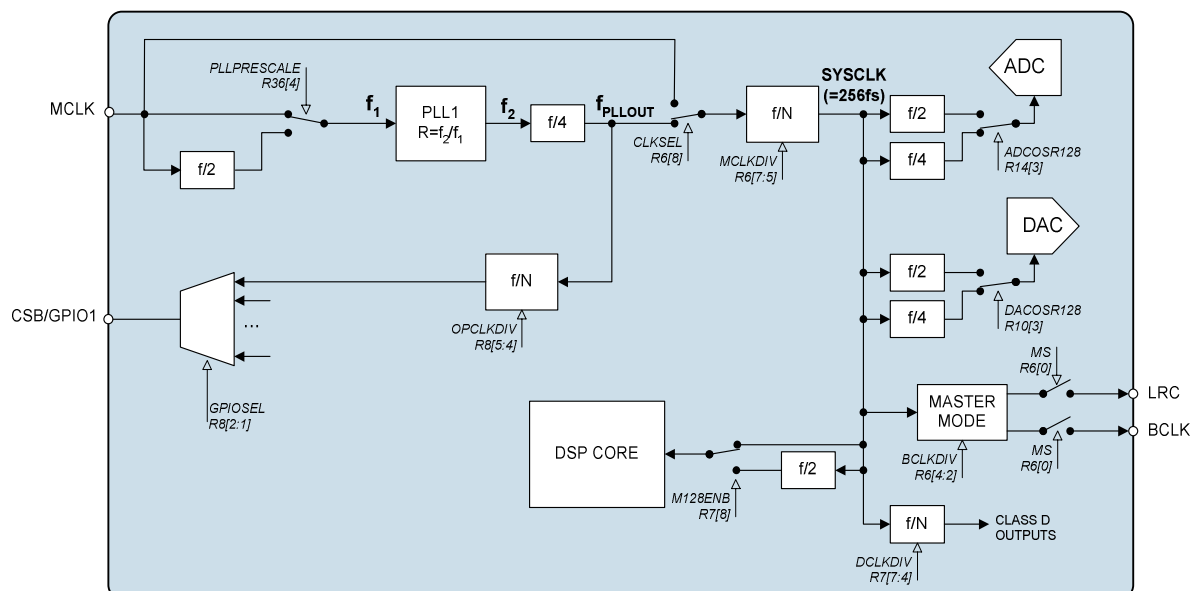 PLLPRESCALE
R36[4]
MCLK
f1
PLL1
R=f2/f1
f2
f/4
fPLLOUT
f/2
CLKSEL
R6[8]
f/N
MCLKDIV
R6[7:5]
SYSCLK
(=256fs)
f/2
f/4
ADC
ADCOSR128
R14[3]
DAC
f/2
f/4
DACOSR128
R10[3]
f/N
OPCLKDIV
R8[5:4]
CSB/GPIO1
...
GPIOSEL
R8[2:1]
MS
R6[0]
LRC
MASTER
MODE
BCLK
MS
R6[0]
BCLKDIV
R6[4:2]
DSP CORE
f/2
M128ENB
R7[8]
f/N
CLASS D
OUTPUTS
DCLKDIV
R7[7:4]